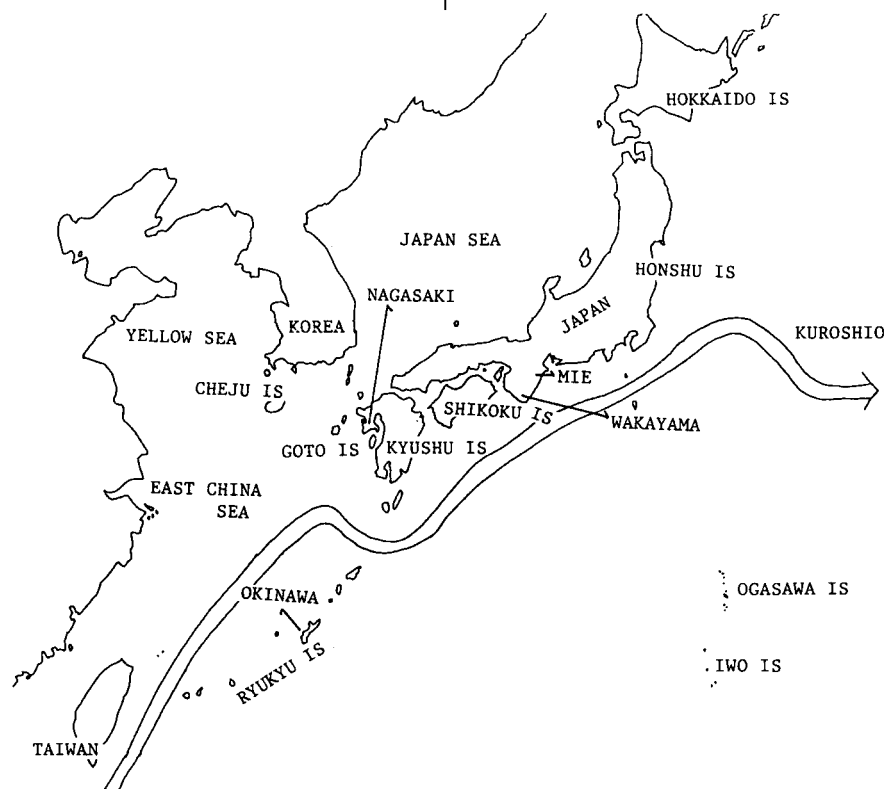 HOKKAIDO IS
JAPAN SEA
HONSHU IS
NAGASAKI
JAPAN
KOREA
YELLOW SEA
KUROSHIO
CHEJU IS
MIE
SHIKOKU IS
WAKAYAMA
GOTO IS
KYUSHU IS
EAST CHINA
SEA
OKINAWA
OGASAWA IS
RYUKYU IS
IWO IS
TAIWAN